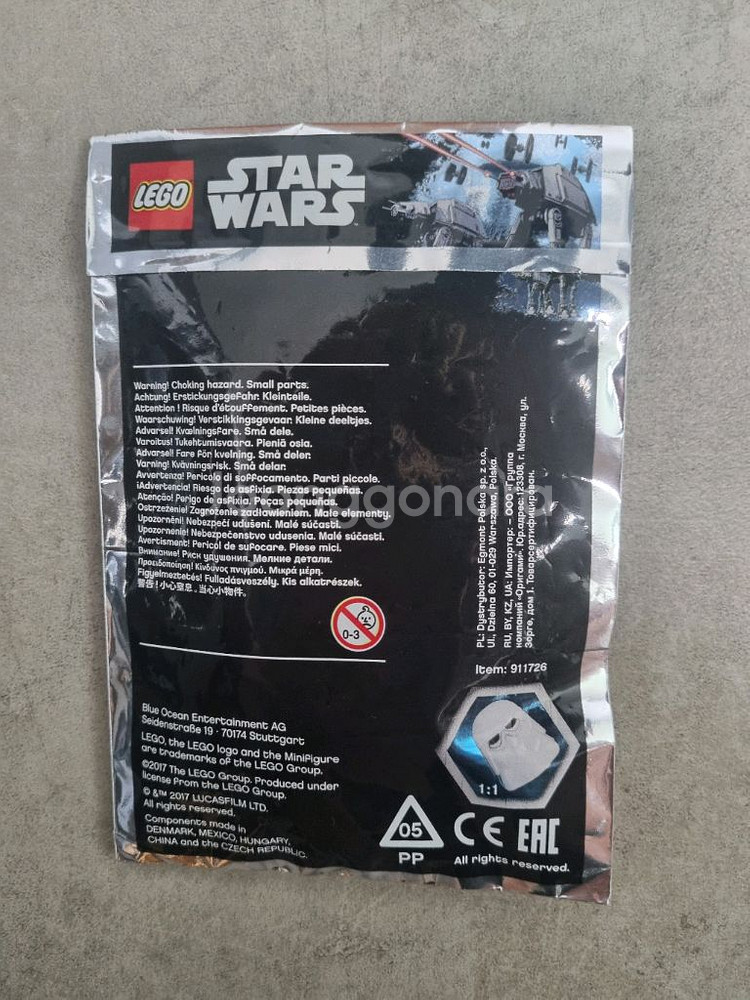 LEGO
STAR
WARS
Warning! Choking hazard. Small parts.
Achtung! Erstickungsgefahr. Kleinteile.
Attention ! Risque d'étouffement. Petites pièces.
Waarschuwing! Verstikkingsgevaar. Kleine deeltjes.
Advarsel! Kvælningsfare. Små dele.
Varoitus! Tukehtumisvaara. Pieniä osia.
Advarsel! Fare for kvelning. Små deler.
Varning! Kvävningsrisk. Små delar.
Avvertenza! Pericolo di soffocamento. Parti piccole.
¡Advertencia! Riesgo de asfixia. Piezas pequeñas.
Atenção! Perigo de asfixia. Peças pequenas.
Ostrzeżenie! Zagrożenie zadławieniem. Małe elementy.
Upozornění! Nebezpečí udušení. Malé súčasti.
Upozornenie! Nebezpečenstvo udusenia. Malé súčasti.
Avertisment! Pericol de sufocare. Piese mici.
Внимание! Риск удушения. Мелкие детали.
Προειδοποίηση! Κίνδυνος πνιγμού. Μικρά μέρη.
Figyelmeztetés! Fulladásveszély. Kis alkatrészek.
警告!小心窒息。当心小物件。
0-3
PL: Dystrybutor: Egmont Polska sp. z o.o.,
Ul. Dzielna 60, 01-029 Warszawa, Polska.
RU, BY, KZ, UA: Импортер: – ООО «Группа
компаний «Оригами». Юр.адрес: 123308, г. Москва, ул.
Зорге, дом 1. Товарсертифицирован.
Item: 911726
1:1
Blue Ocean Entertainment AG
Seidenstraße 19 · 70174 Stuttgart
LEGO, the LEGO logo and the Minifigure
are trademarks of the LEGO Group.
©2017 The LEGO Group. Produced under
license from the LEGO Group.
© & ™ 2017 LUCASFILM LTD.
All rights reserved.
Components made in
DENMARK, MEXICO, HUNGARY,
CHINA and the CZECH REPUBLIC.
05
PP
CE EAC
All rights reserved.